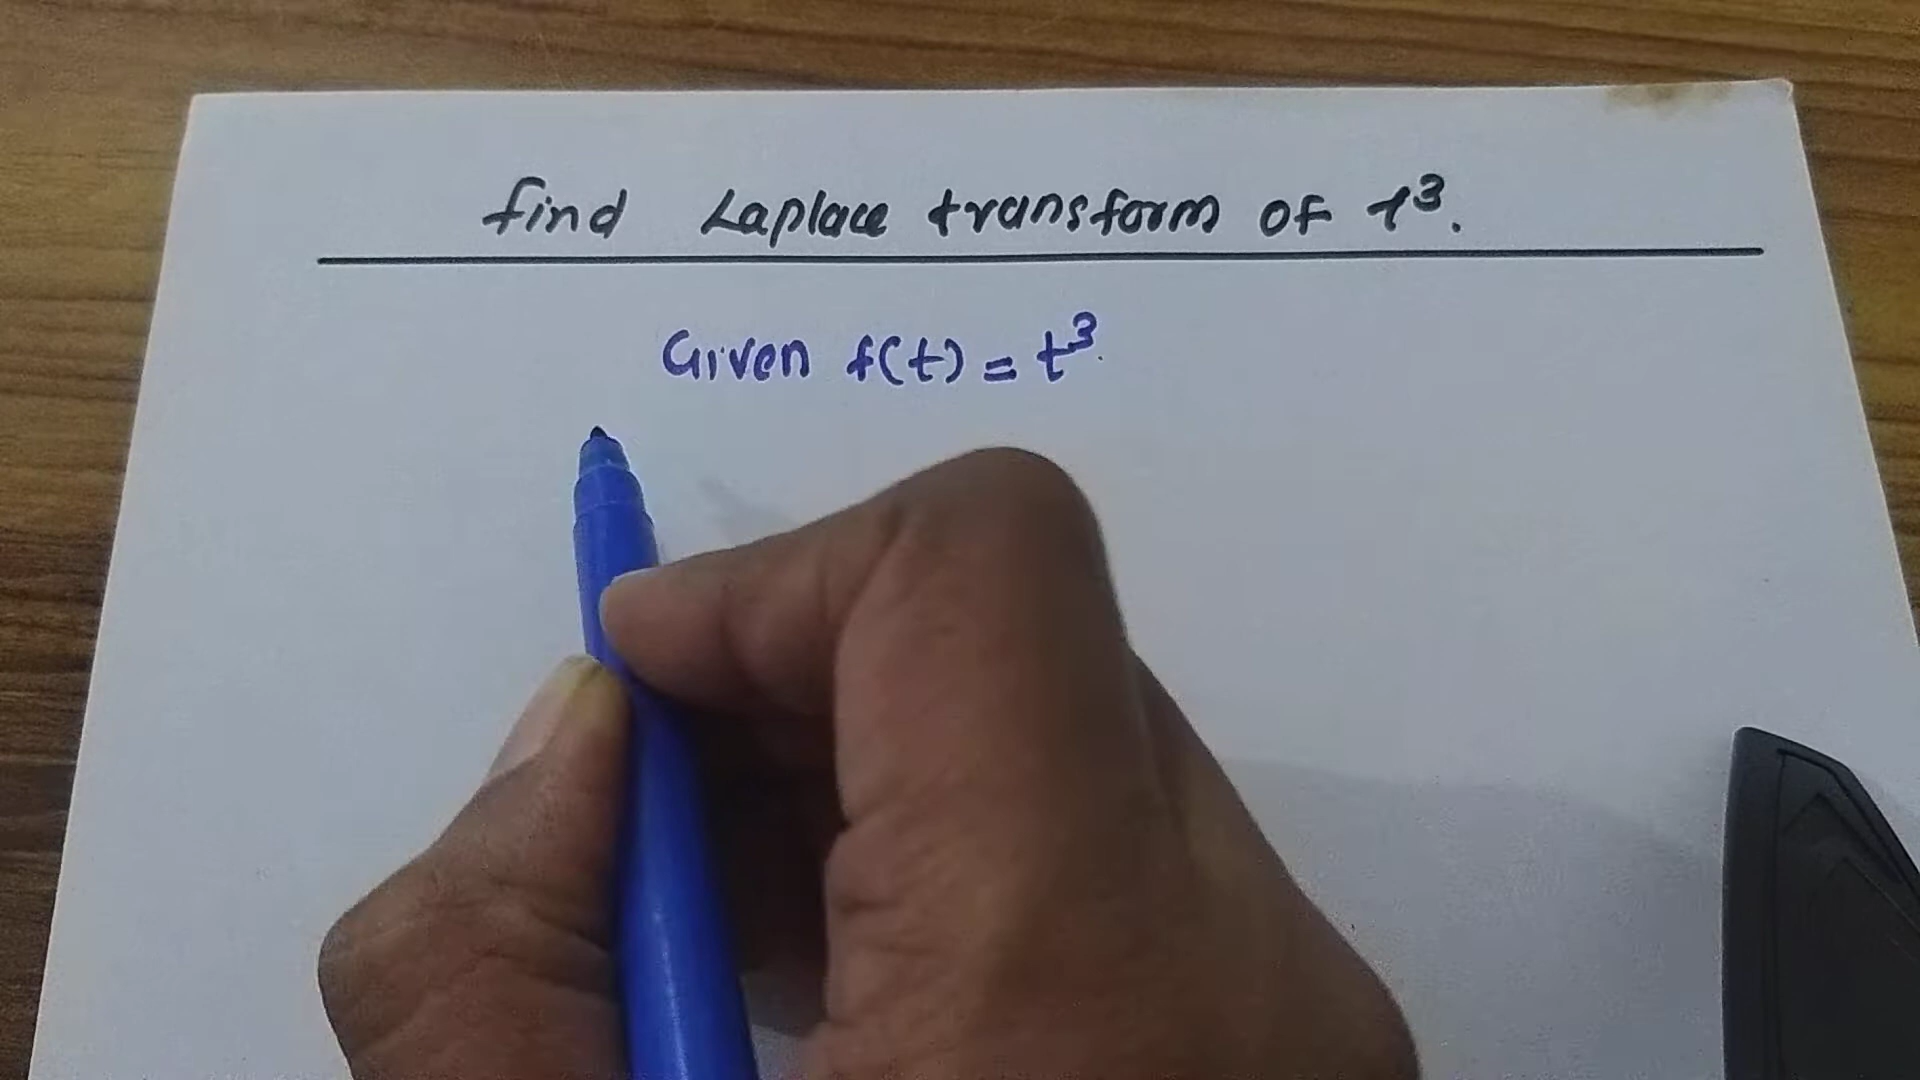 find Laplace transform of t³.
Given f(t) = t³.